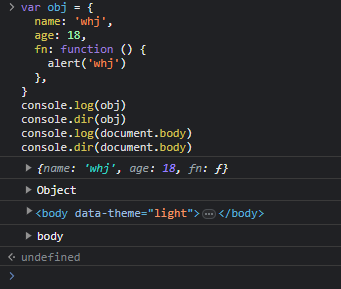 > var obj = {
name: 'whj',
age: 18,
fn: function () {
alert('whj')
},
}
console.log(obj)
console.dir(obj)
console.log(document.body)
console.dir(document.body)
▶ {name: 'whj', age: 18, fn: ƒ}
▶ Object
▶ <body data-theme="light"> … </body>
▶ body
<· undefined
>